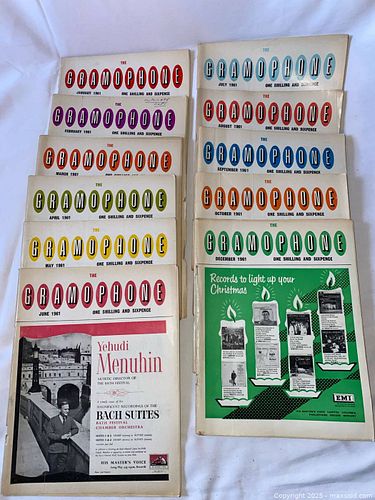 THE
GRAMOPHONE
JANUARY 1961 ONE SHILLING AND SIXPENCE
THE
GRAMOPHONE
FEBRUARY 1961 ONE SHILLING AND SIXPENCE
THE
GRAMOPHONE
MARCH 1961 ONE SHILLING AND SIXPENCE
THE
GRAMOPHONE
APRIL 1961 ONE SHILLING AND SIXPENCE
THE
GRAMOPHONE
MAY 1961 ONE SHILLING AND SIXPENCE
THE
GRAMOPHONE
JUNE 1961 ONE SHILLING AND SIXPENCE
Yehudi
Menuhin
ARTISTIC DIRECTOR OF
THE BATH FESTIVAL
MAGNIFICENT RECORDINGS OF THE
BACH SUITES
BATH FESTIVAL
CHAMBER ORCHESTRA
HIS MASTER'S VOICE
THE
GRAMOPHONE
JULY 1961 ONE SHILLING AND SIXPENCE
THE
GRAMOPHONE
AUGUST 1961 ONE SHILLING AND SIXPENCE
THE
GRAMOPHONE
SEPTEMBER 1961 ONE SHILLING AND SIXPENCE
THE
GRAMOPHONE
OCTOBER 1961 ONE SHILLING AND SIXPENCE
THE
GRAMOPHONE
DECEMBER 1961 ONE SHILLING AND SIXPENCE
Records to light up your
Christmas
EMI
Copyright 2025 - maxsold.com